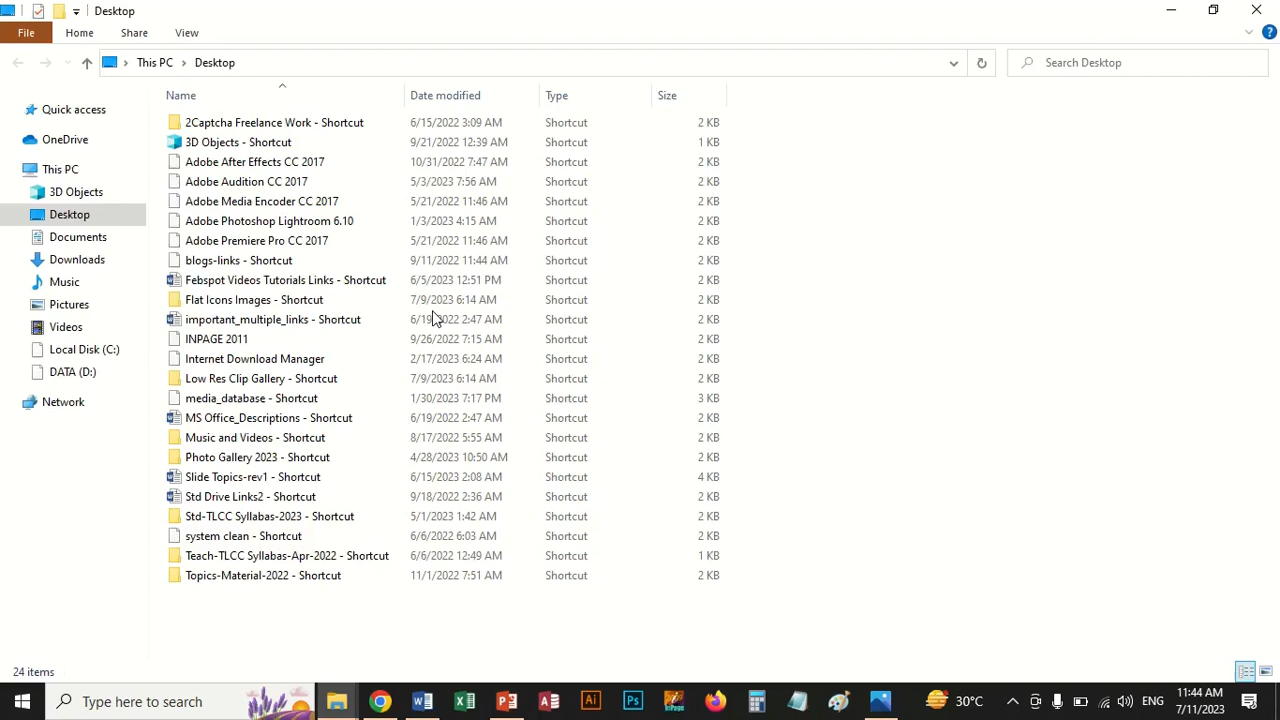 Desktop
File Home Share View
This PC Desktop Search Desktop
Name Date modified Type Size
Quick access
OneDrive
This PC
3D Objects
Desktop
Documents
Downloads
Music
Pictures
Videos
Local Disk (C:)
DATA (D:)
Network
2Captcha Freelance Work - Shortcut 6/15/2022 3:09 AM Shortcut 2 KB
3D Objects - Shortcut 9/21/2022 12:39 AM Shortcut 1 KB
Adobe After Effects CC 2017 10/31/2022 7:47 AM Shortcut 2 KB
Adobe Audition CC 2017 5/3/2023 7:56 AM Shortcut 2 KB
Adobe Media Encoder CC 2017 5/21/2022 11:46 AM Shortcut 2 KB
Adobe Photoshop Lightroom 6.10 1/3/2023 4:15 AM Shortcut 2 KB
Adobe Premiere Pro CC 2017 5/21/2022 11:46 AM Shortcut 2 KB
blogs-links - Shortcut 9/11/2022 11:44 AM Shortcut 2 KB
Febspot Videos Tutorials Links - Shortcut 6/5/2023 12:51 PM Shortcut 2 KB
Flat Icons Images - Shortcut 7/9/2023 6:14 AM Shortcut 2 KB
important_multiple_links - Shortcut 6/19/2022 2:47 AM Shortcut 2 KB
INPAGE 2011 9/26/2022 7:15 AM Shortcut 2 KB
Internet Download Manager 2/17/2023 6:24 AM Shortcut 2 KB
Low Res Clip Gallery - Shortcut 7/9/2023 6:14 AM Shortcut 2 KB
media_database - Shortcut 1/30/2023 7:17 PM Shortcut 3 KB
MS Office_Descriptions - Shortcut 6/19/2022 2:47 AM Shortcut 2 KB
Music and Videos - Shortcut 8/17/2022 5:55 AM Shortcut 2 KB
Photo Gallery 2023 - Shortcut 4/28/2023 10:50 AM Shortcut 2 KB
Slide Topics-rev1 - Shortcut 6/15/2023 2:08 AM Shortcut 4 KB
Std Drive Links2 - Shortcut 9/18/2022 2:36 AM Shortcut 2 KB
Std-TLCC Syllabas-2023 - Shortcut 5/1/2023 1:42 AM Shortcut 2 KB
system clean - Shortcut 6/6/2022 6:03 AM Shortcut 2 KB
Teach-TLCC Syllabas-Apr-2022 - Shortcut 6/6/2022 12:49 AM Shortcut 1 KB
Topics-Material-2022 - Shortcut 11/1/2022 7:51 AM Shortcut 2 KB
24 items
Type here to search 30°C ENG 11:44 AM
7/11/2023